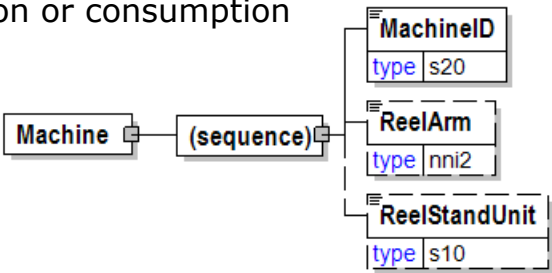 on or consumption
MachineID
type s20
Machine
(sequence)
ReelArm
type nni2
ReelStandUnit
type s10